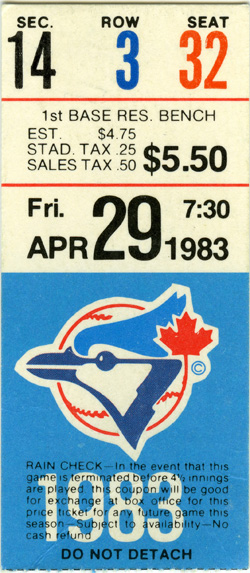 SEC. ROW SEAT
14 3 32
1st BASE RES. BENCH
EST. $4.75
STAD. TAX .25
SALES TAX .50 $5.50
Fri. 7:30
APR 29 1983
©
RAIN CHECK—In the event that this
game is terminated before 4½ innings
are played, this coupon will be good
for exchange at box office for this
price ticket for any future game this
season—Subject to availability—No
cash refund
DO NOT DETACH